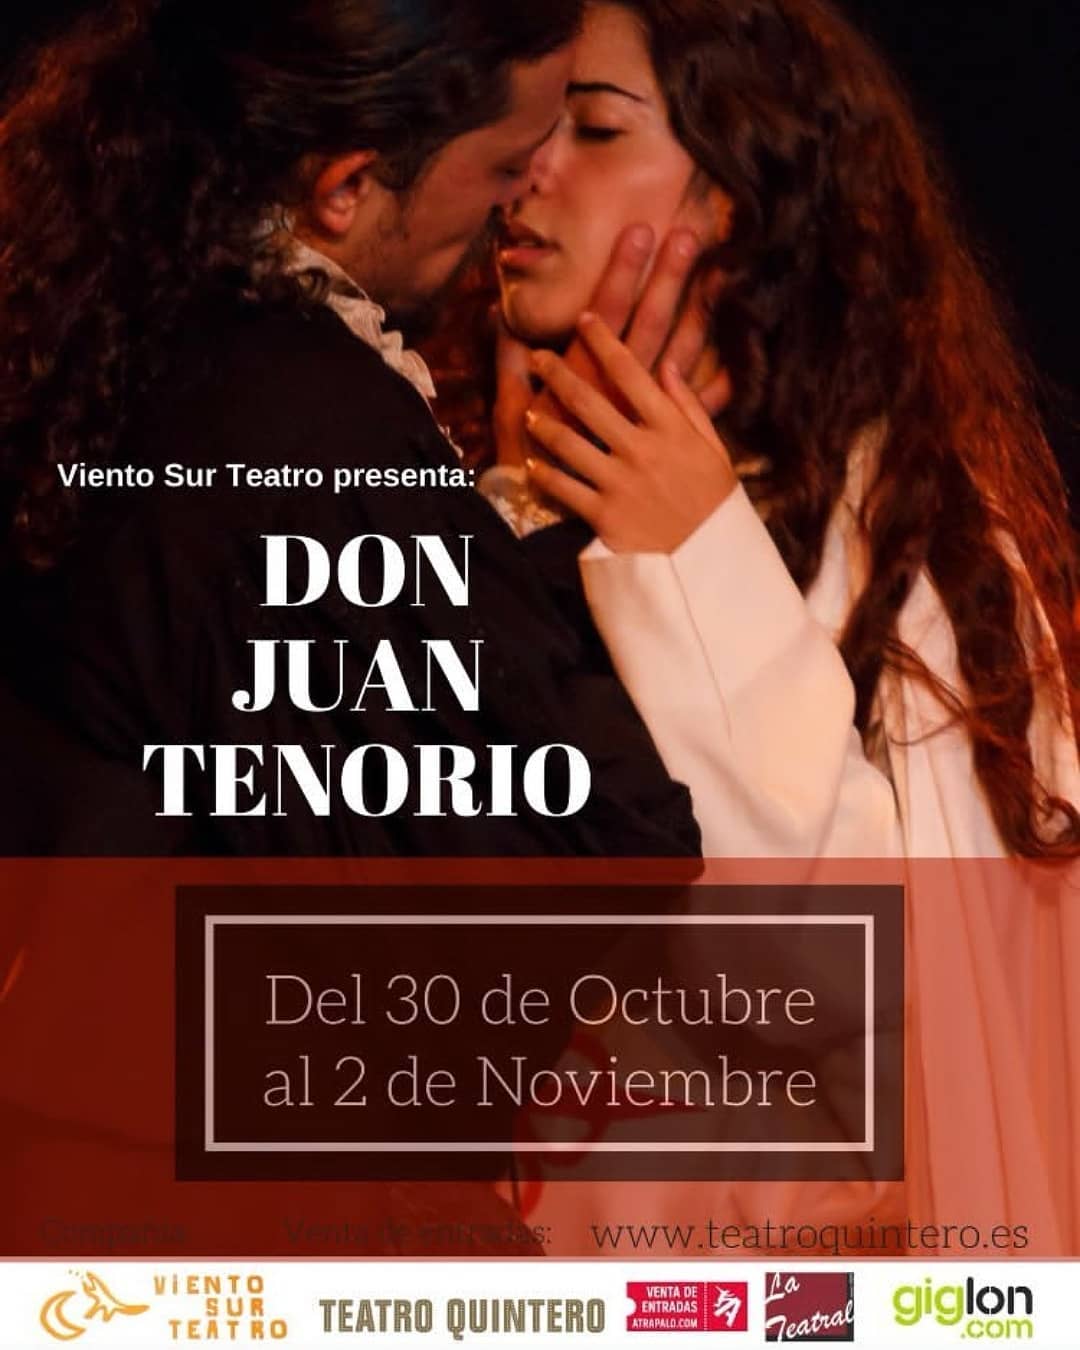 Viento Sur Teatro presenta:
DON
JUAN
TENORIO
Del 30 de Octubre
al 2 de Noviembre
Compañía Venta de entradas: www.teatroquintero.es
VIENTO
SUR
TEATRO
TEATRO QUINTERO
VENTA DE
ENTRADAS
ATRAPALO.COM
La
Teatral
giglon
.com